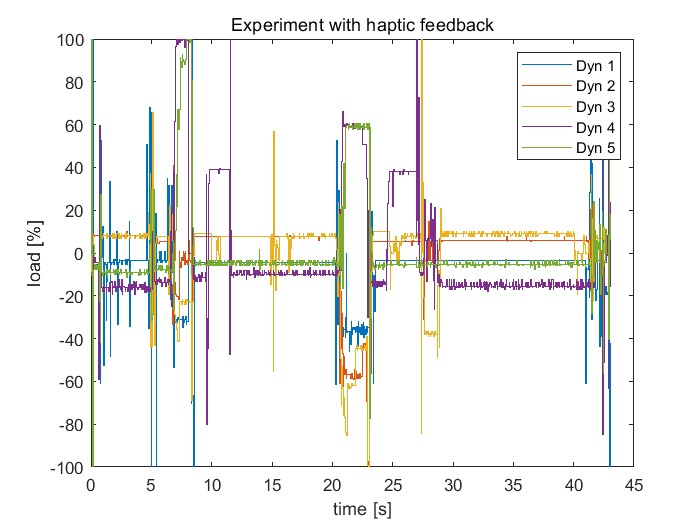 Experiment with haptic feedback
100
80
60
40
20
0
-20
-40
-60
-80
-100
load [%]
Dyn 1
Dyn 2
Dyn 3
Dyn 4
Dyn 5
0 5 10 15 20 25 30 35 40 45
time [s]